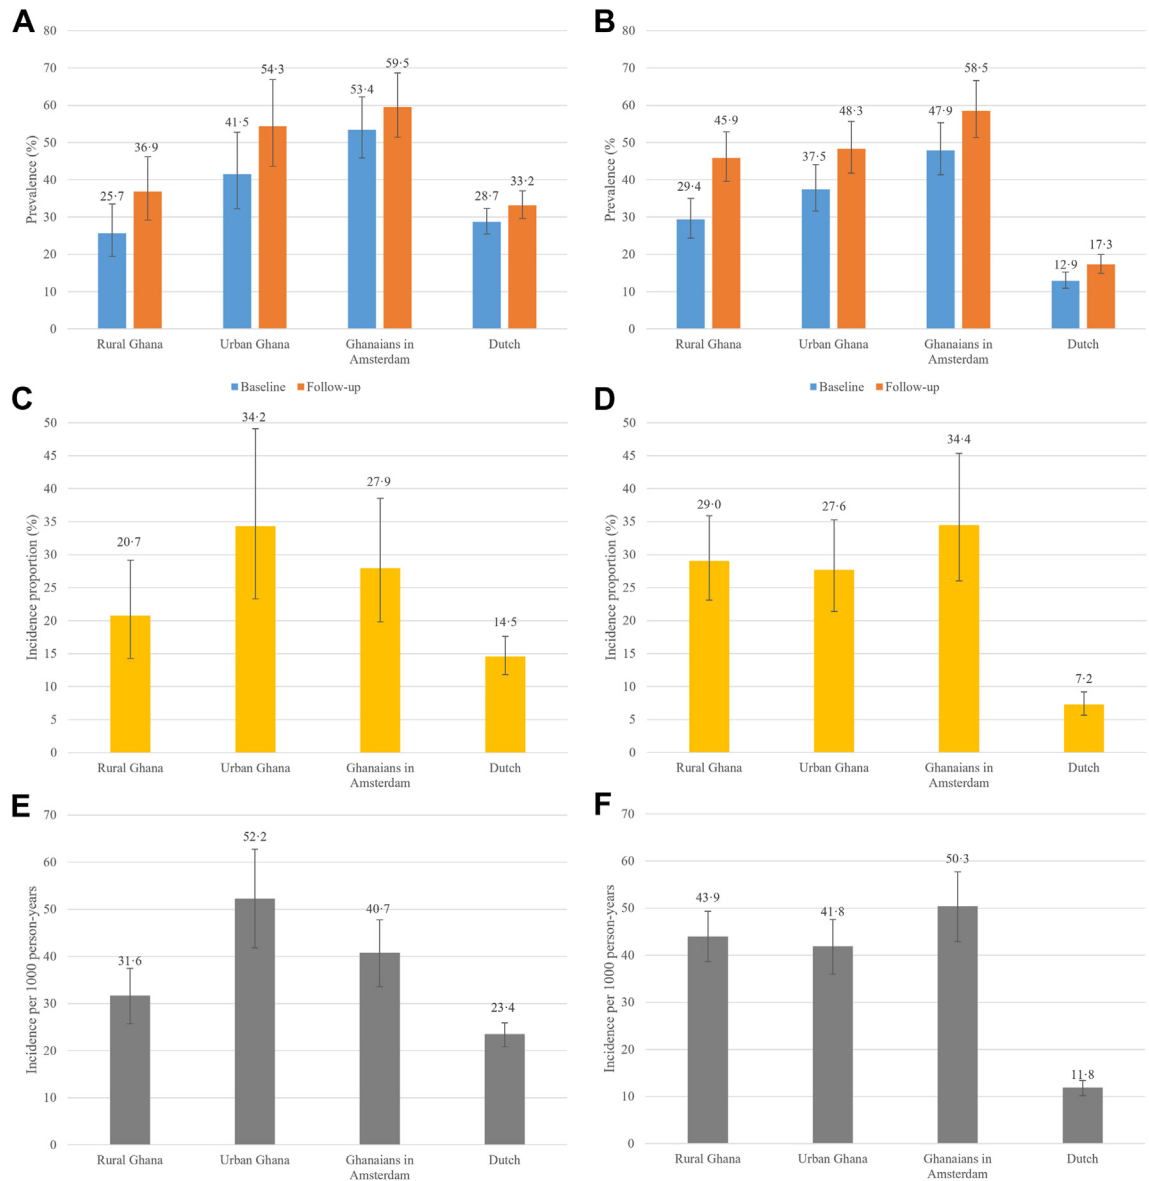 A
Prevalence (%)
80
70
60
50
40
30
20
10
0
25·7
36·9
41·5
54·3
53·4
59·5
28·7
33·2
Rural Ghana
Urban Ghana
Ghanaians in
Amsterdam
Dutch
B
Prevalence (%
80
70
60
50
40
30
20
10
0
29·4
45·9
37·5
48·3
47·9
58·5
12·9
17·3
Rural Ghana
Urban Ghana
Ghanaians in
Amsterdam
Dutch
Baseline
Follow-up
Baseline
Follow-up
C
Incidence proportion (%)
50
45
40
35
30
25
20
15
10
5
0
20·7
34·2
27·9
14·5
Rural Ghana
Urban Ghana
Ghanaians in
Amsterdam
Dutch
D
Incidence proportion (%)
50
45
40
35
30
25
20
15
10
5
0
29·0
27·6
34·4
7·2
Rural Ghana
Urban Ghana
Ghanaians in
Amsterdam
Dutch
E
Incidence per 1000 person-years
70
60
50
40
30
20
10
0
31·6
52·2
40·7
23·4
Rural Ghana
Urban Ghana
Ghanaians in
Amsterdam
Dutch
F
Incidence per 1000 person-years
70
60
50
40
30
20
10
0
43·9
41·8
50·3
11·8
Rural Ghana
Urban Ghana
Ghanaians in
Amsterdam
Dutch